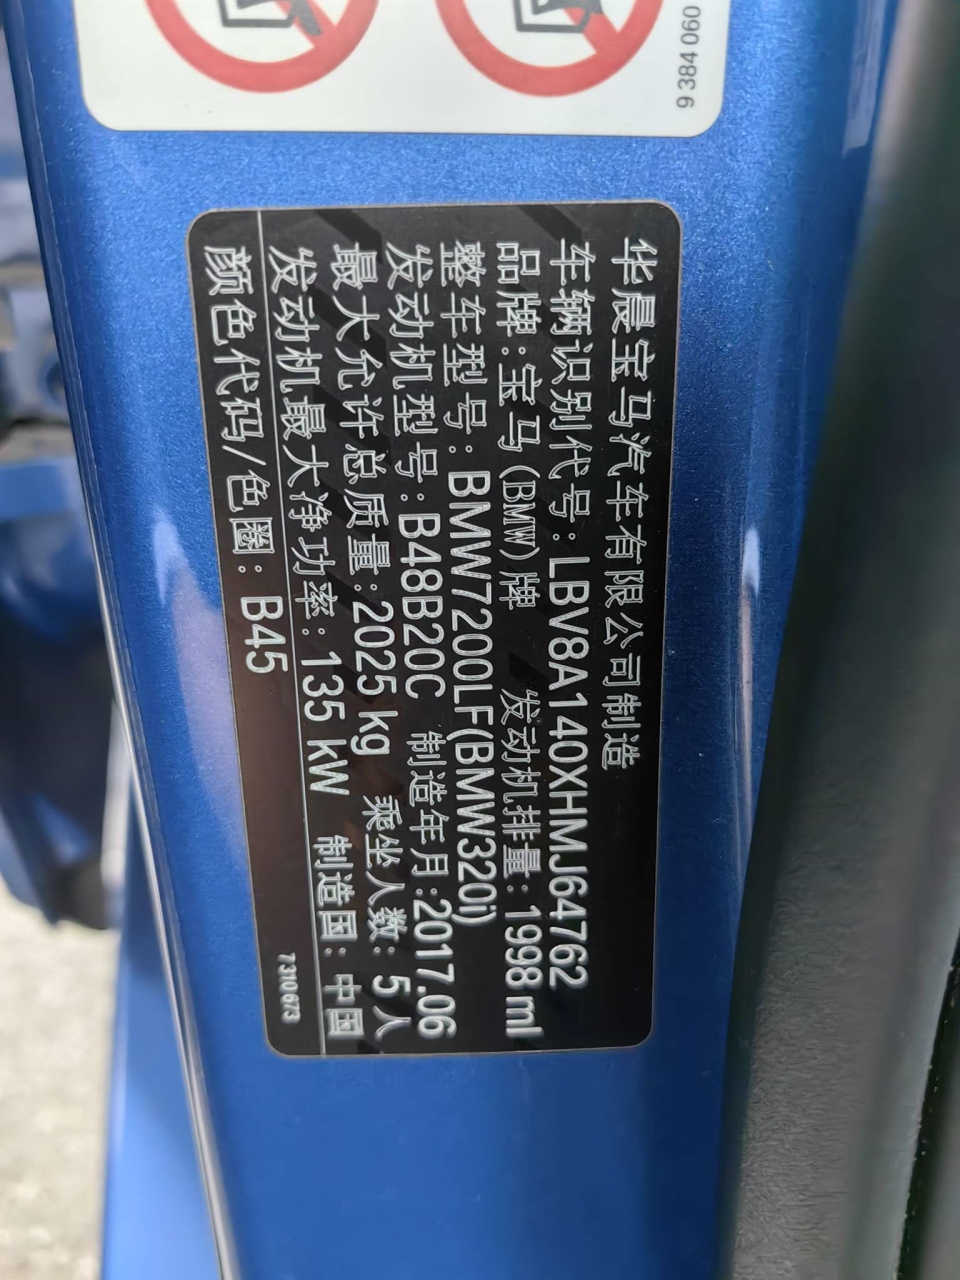 9 384 060
华晨宝马汽车有限公司制造
车辆识别代号:LBV8A140XHMJ64762
品牌:宝马(BMW)牌 发动机排量:1998 ml
整车型号:BMW7200LF(BMW320i)
发动机型号:B48B20C 制造年月:2017.06
最大允许总质量:2025 kg 乘坐人数:5人
发动机最大净功率:135 kW 制造国:中国
颜色代码/色圈:B45
7310673